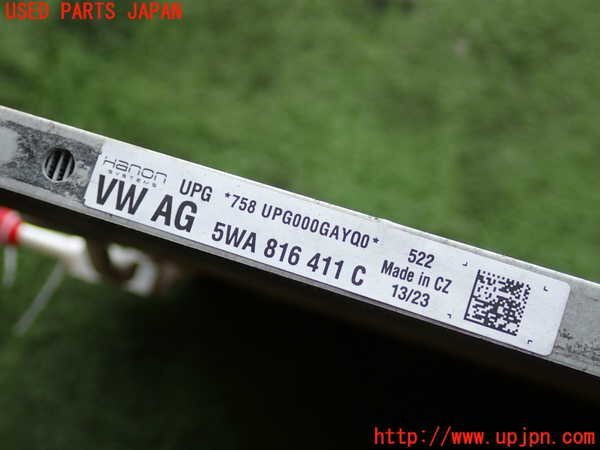 USED PARTS JAPAN
Hanon
SYSTEMS
UPG *758 UPG000GAYQ0*
VW AG 5WA 816 411 C
522
Made in CZ
13/23
http://www.upjpn.com/